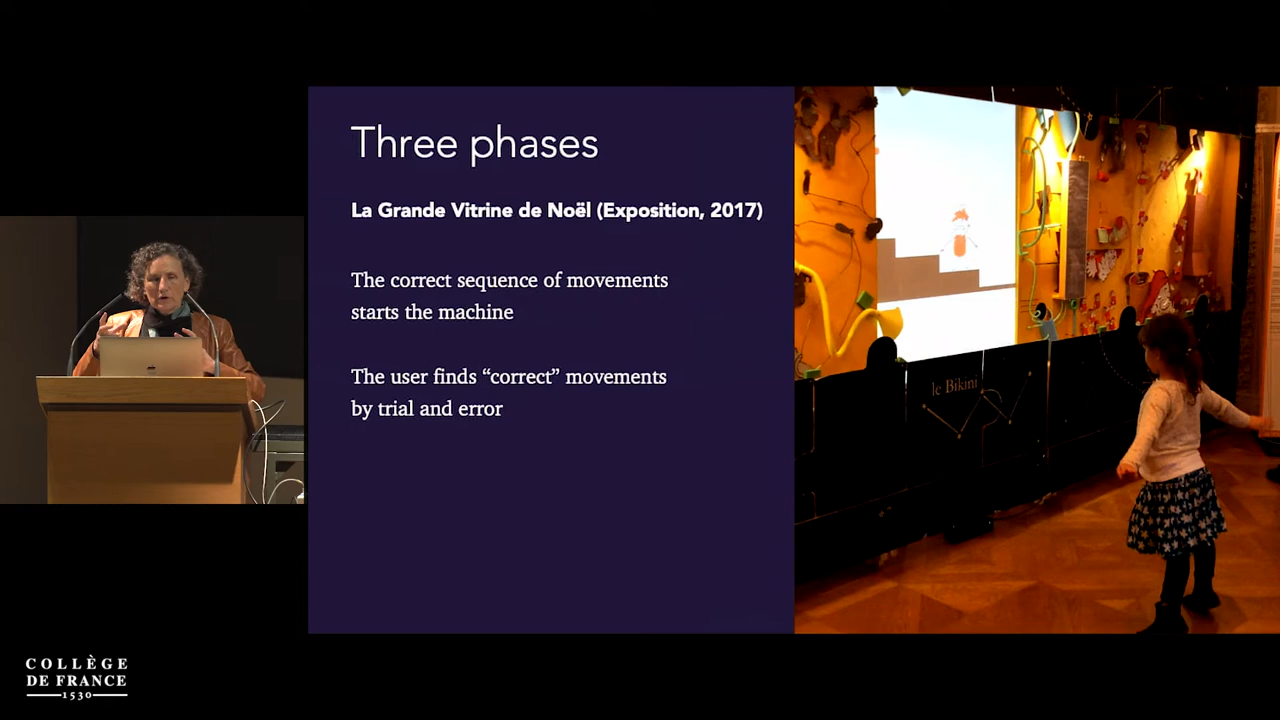 Three phases
La Grande Vitrine de Noël (Exposition, 2017)
The correct sequence of movements
starts the machine
The user finds “correct” movements
by trial and error
le Bikini
COLLÈGE
DE FRANCE
1530